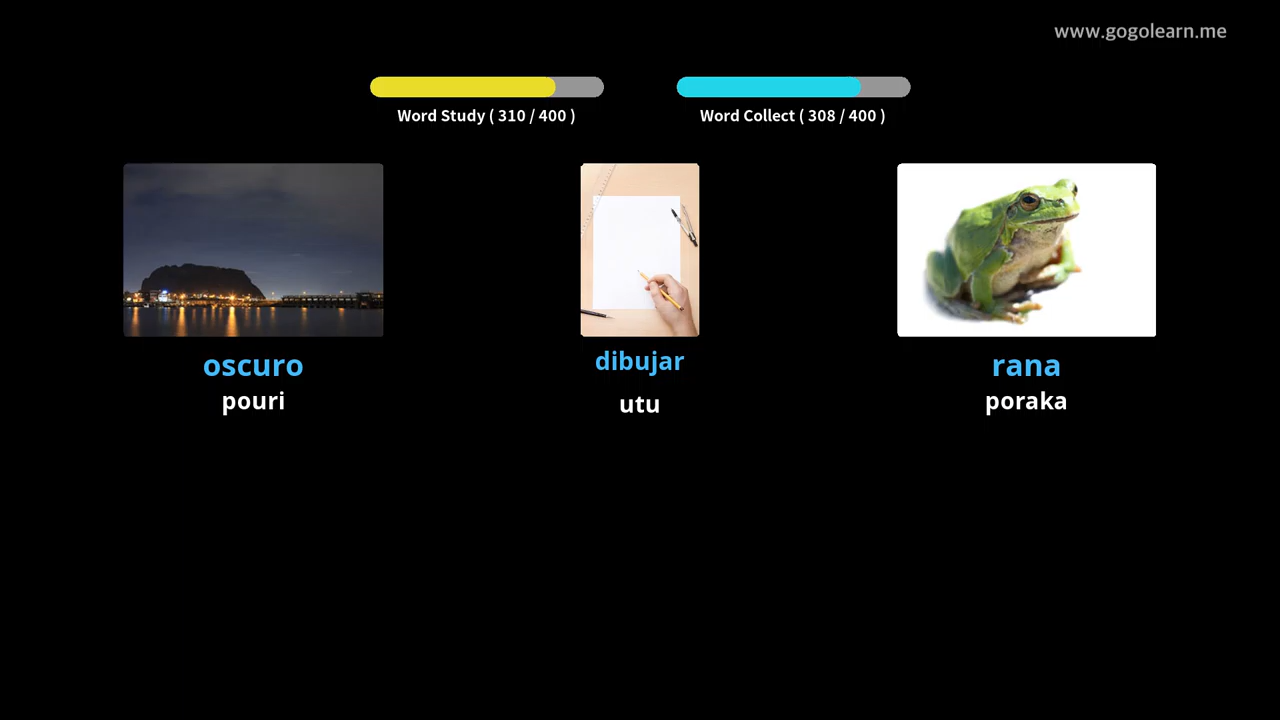 www.gogolearn.me
Word Study ( 310 / 400 )
Word Collect ( 308 / 400 )
oscuro
pouri
dibujar
utu
rana
poraka